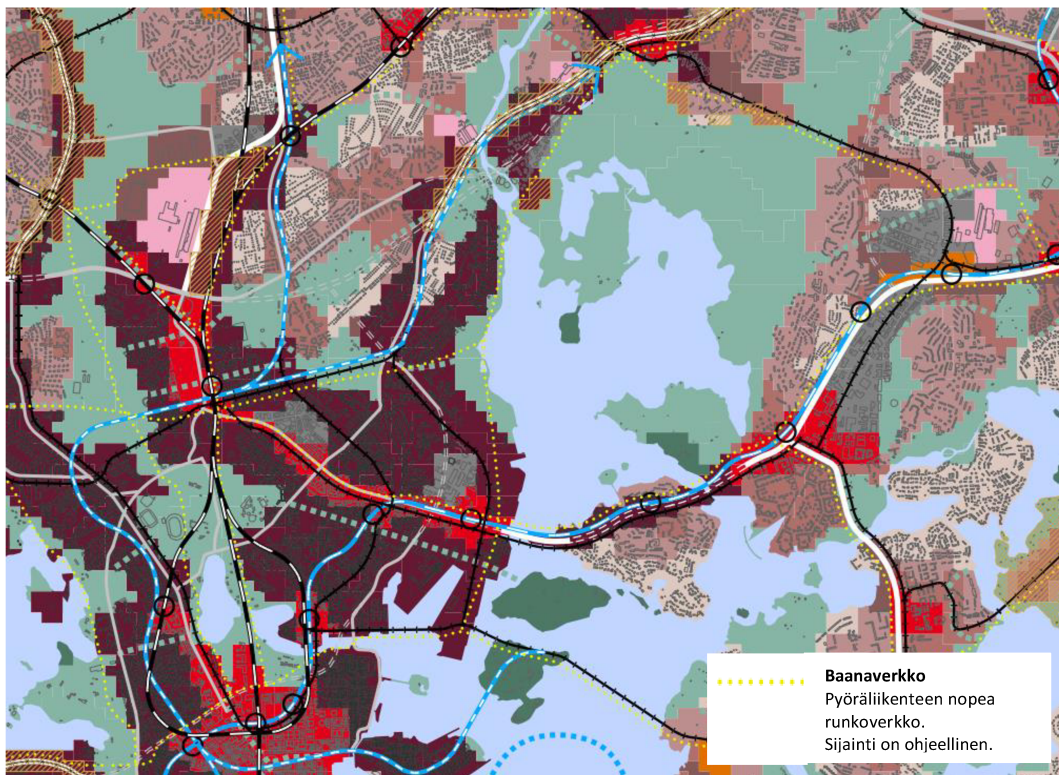 Baanaverkko
Pyöräliikenteen nopea
runkoverkko.
Sijainti on ohjeellinen.